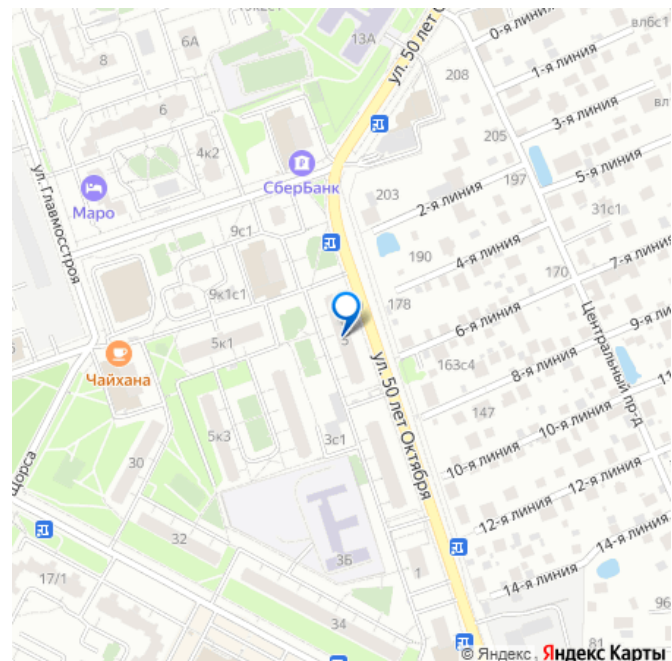 10к2с1
13А
0-я линия
влбс1
6А
8
ул. 50 лет О
208
1-я линия
вл
6
3-я линия
4к2
205
СберБанк
197
5-я линия
ул. Главмосстроя
Маро
203
2-я линия
31с1
9с1
190
4-я линия
170
7-я линия
9к1с1
178
6-я линия
Центральный пр-д
9-я линия
5
5к1
Чайхана
163с4
8-я линия
11
ул. 50 лет Октября
147
5к3
3с1
10-я линия
10-я линия
30
Щорса
12-я линия
12-я линия
32
3Б
14-я линия
17/1
1
14-я линия
34
96
81
© Яндекс
Яндекс Карты